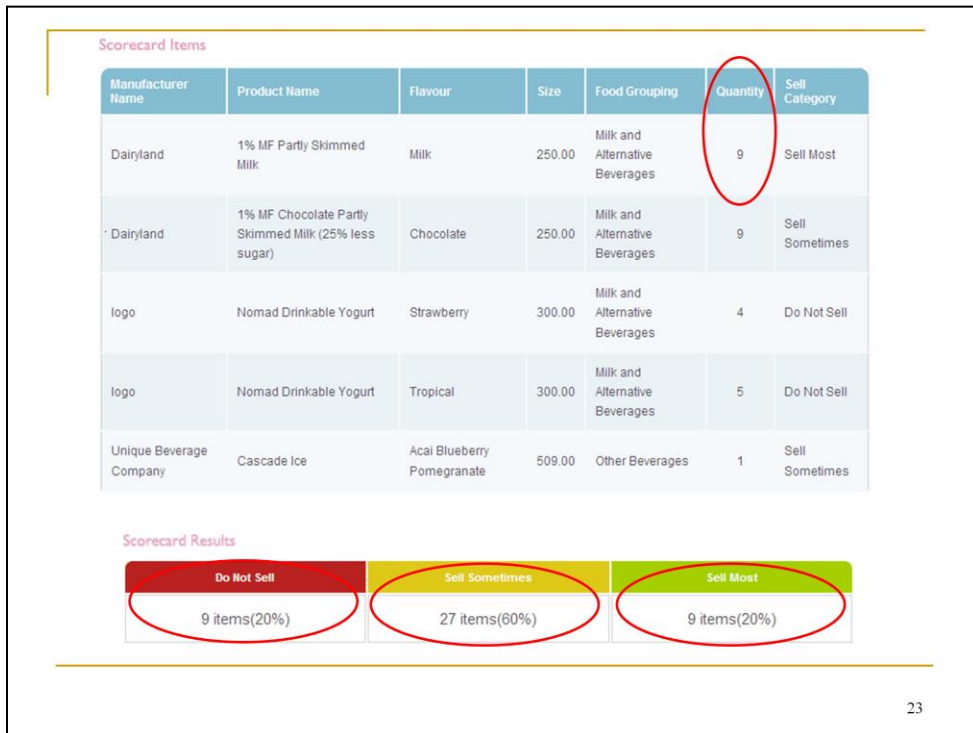 Scorecard Items
Manufacturer Name Product Name Flavour Size Food Grouping Quantity Sell Category
Dairyland 1% MF Partly Skimmed Milk Milk 250.00 Milk and Alternative Beverages 9 Sell Most
Dairyland 1% MF Chocolate Partly Skimmed Milk (25% less sugar) Chocolate 250.00 Milk and Alternative Beverages 9 Sell Sometimes
logo Nomad Drinkable Yogurt Strawberry 300.00 Milk and Alternative Beverages 4 Do Not Sell
logo Nomad Drinkable Yogurt Tropical 300.00 Milk and Alternative Beverages 5 Do Not Sell
Unique Beverage Company Cascade Ice Acai Blueberry Pomegranate 509.00 Other Beverages 1 Sell Sometimes
Scorecard Results
Do Not Sell Sell Sometimes Sell Most
9 items(20%) 27 items(60%) 9 items(20%)
23